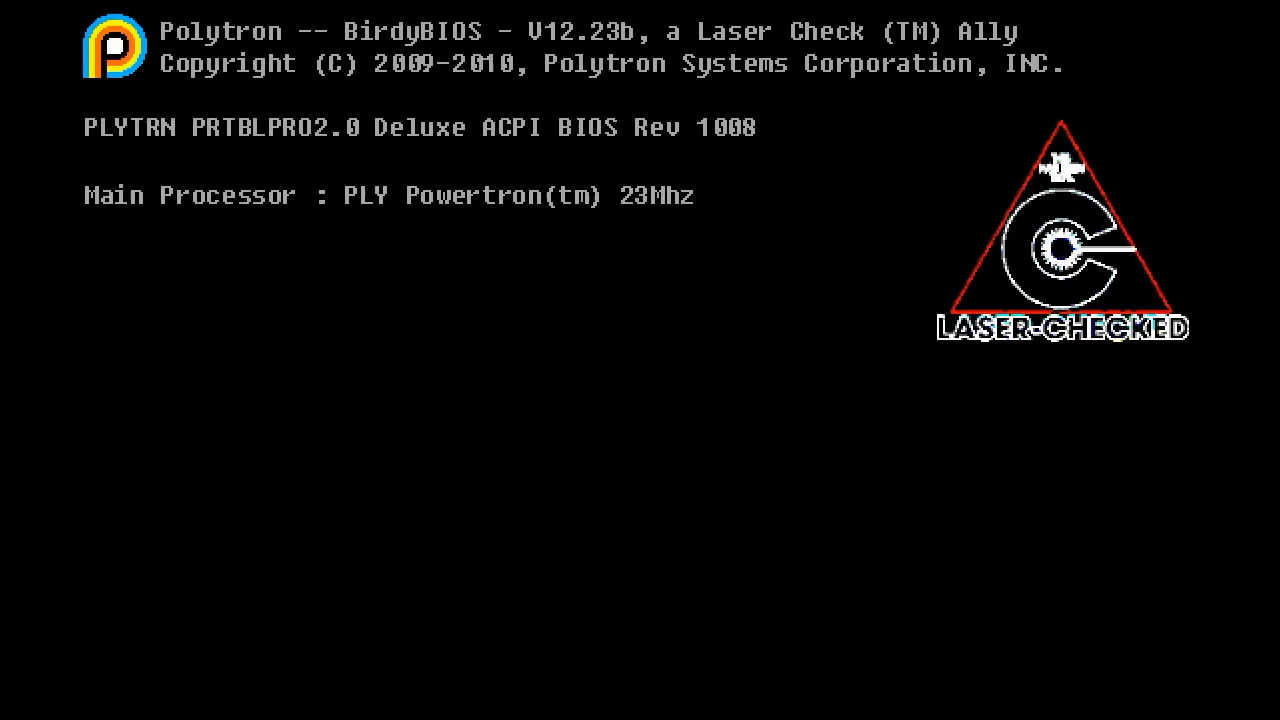 Polytron -- BirdyBIOS - V12.23b, a Laser Check (TM) Ally
Copyright (C) 2009-2010, Polytron Systems Corporation, INC.
PLYTRN PRTBLPRO2.0 Deluxe ACPI BIOS Rev 1008
Main Processor : PLY Powertron(tm) 23Mhz
LASER-CHECKED